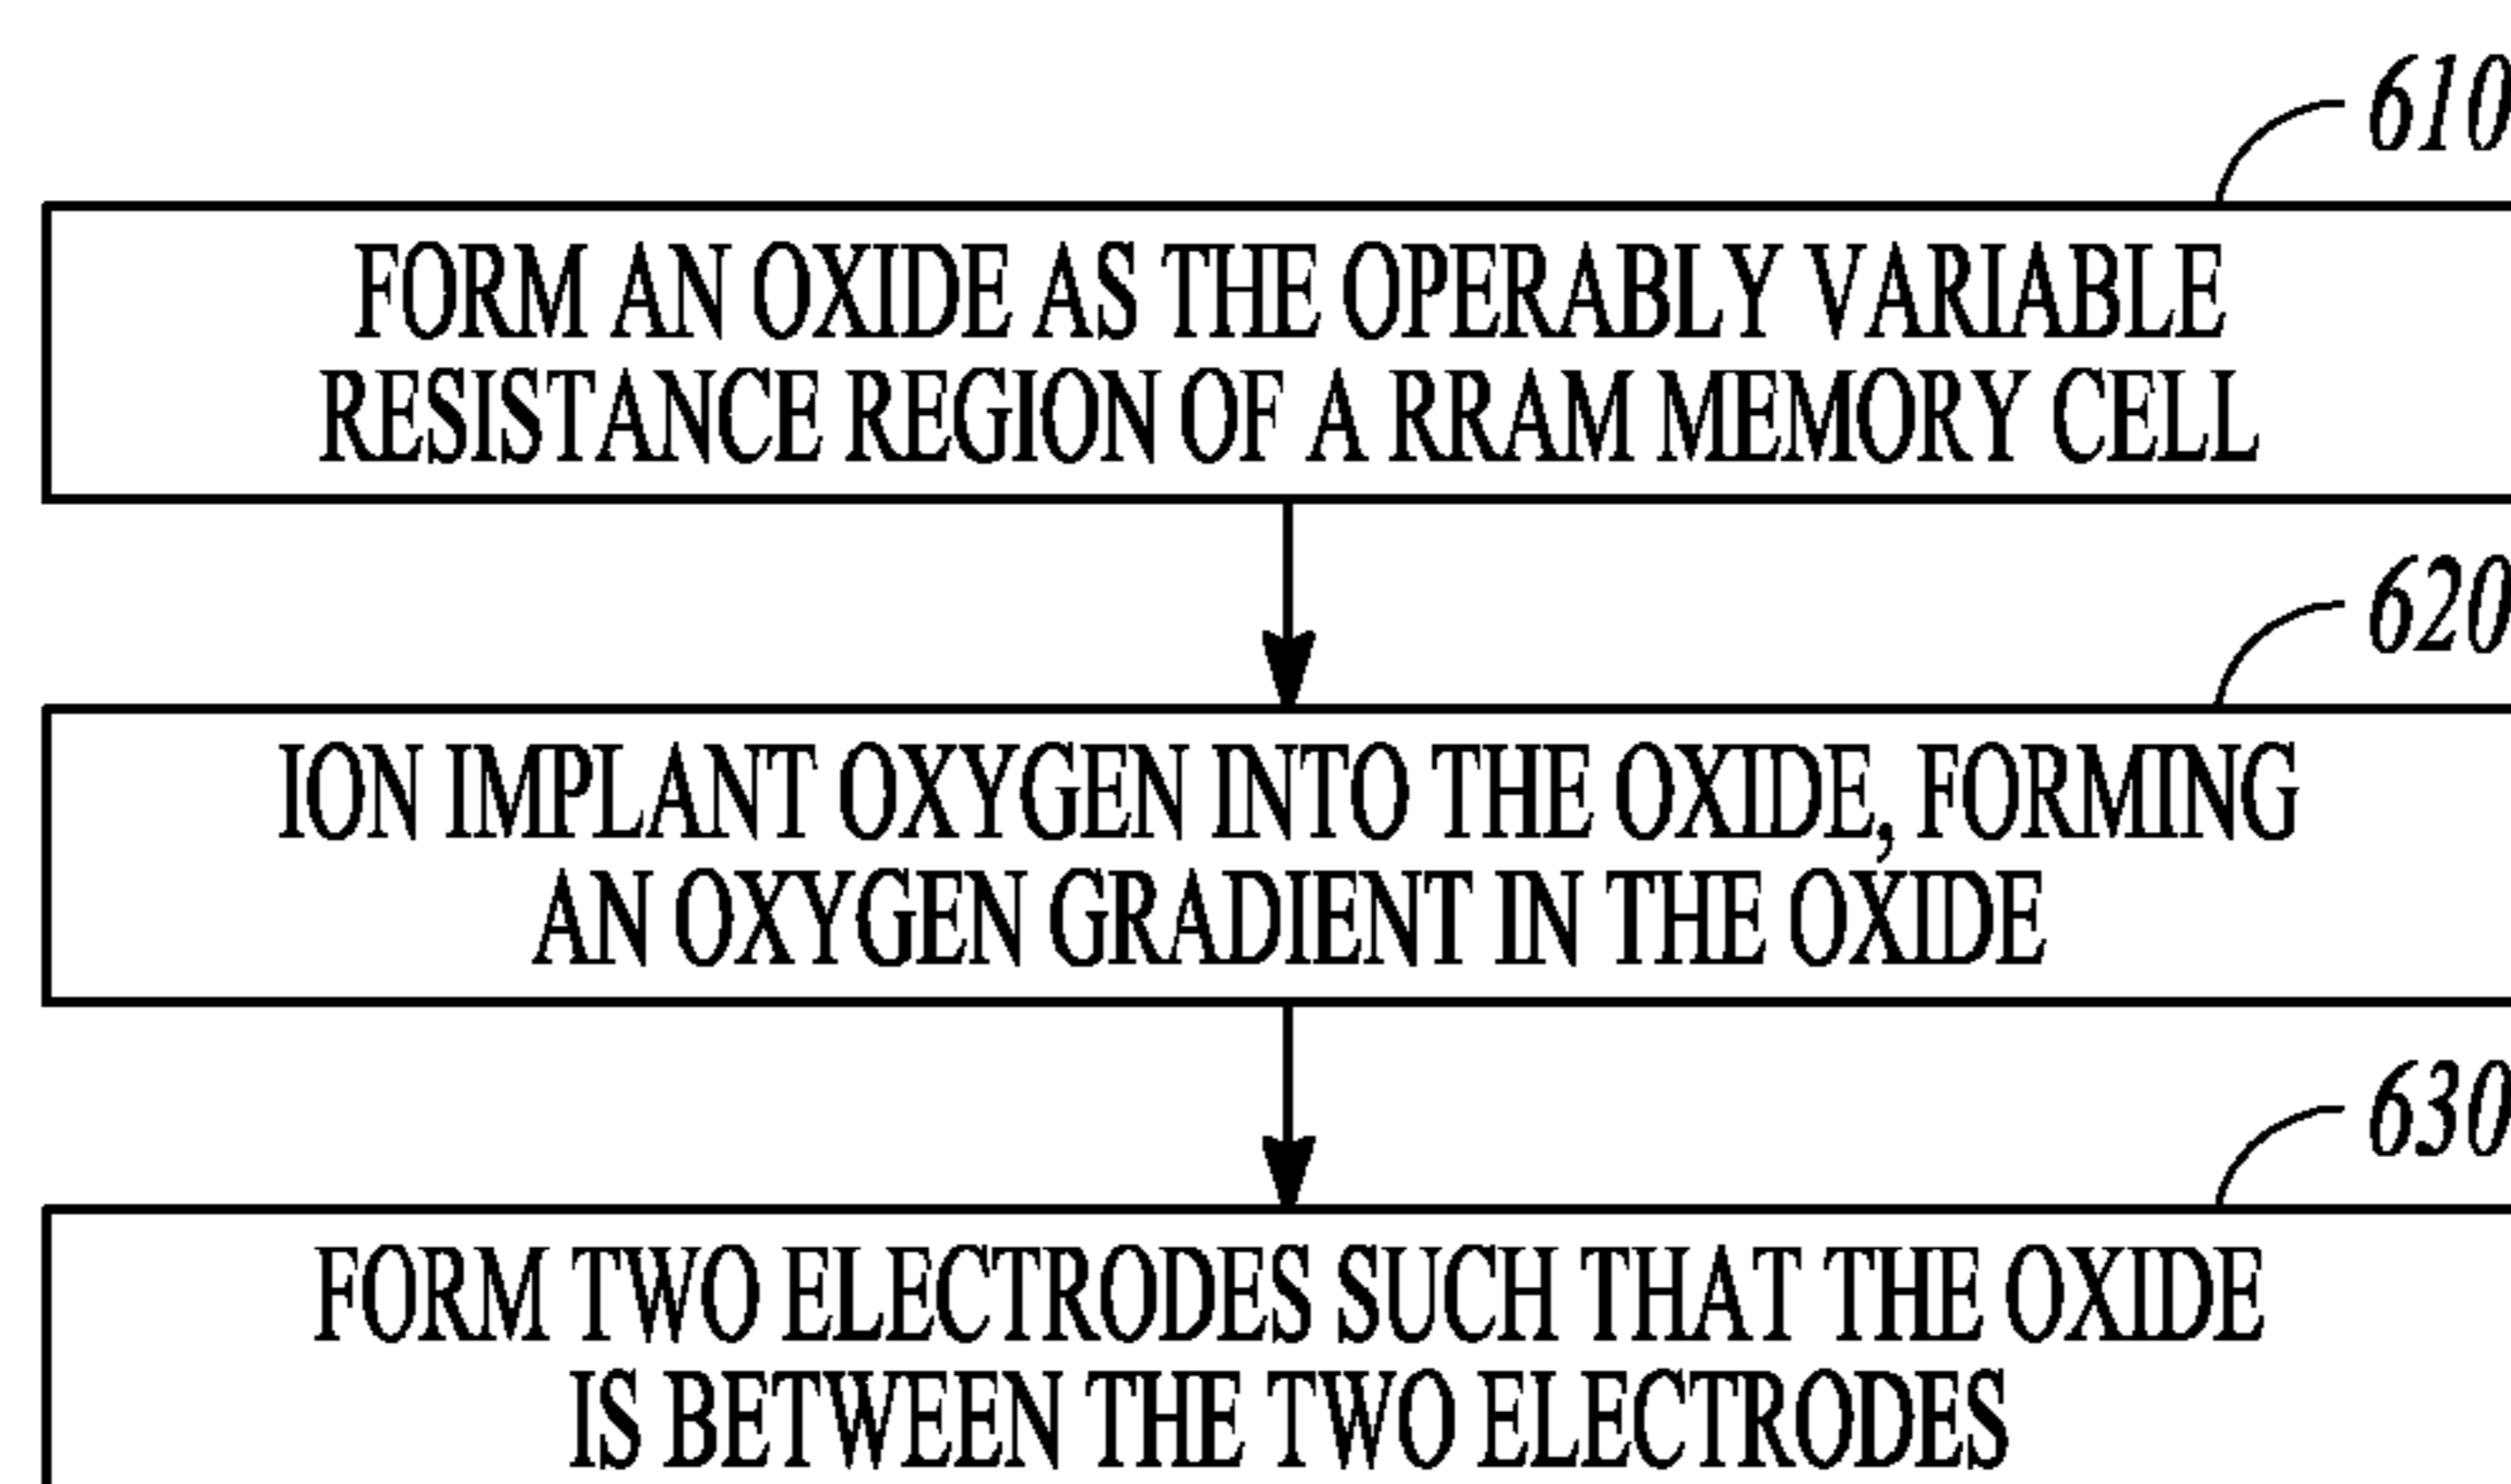 610
FORM AN OXIDE AS THE OPERABLY VARIABLE
RESISTANCE REGION OF A RRAM MEMORY CELL
620
ION IMPLANT OXYGEN INTO THE OXIDE, FORMING
AN OXYGEN GRADIENT IN THE OXIDE
630
FORM TWO ELECTRODES SUCH THAT THE OXIDE
IS BETWEEN THE TWO ELECTRODES